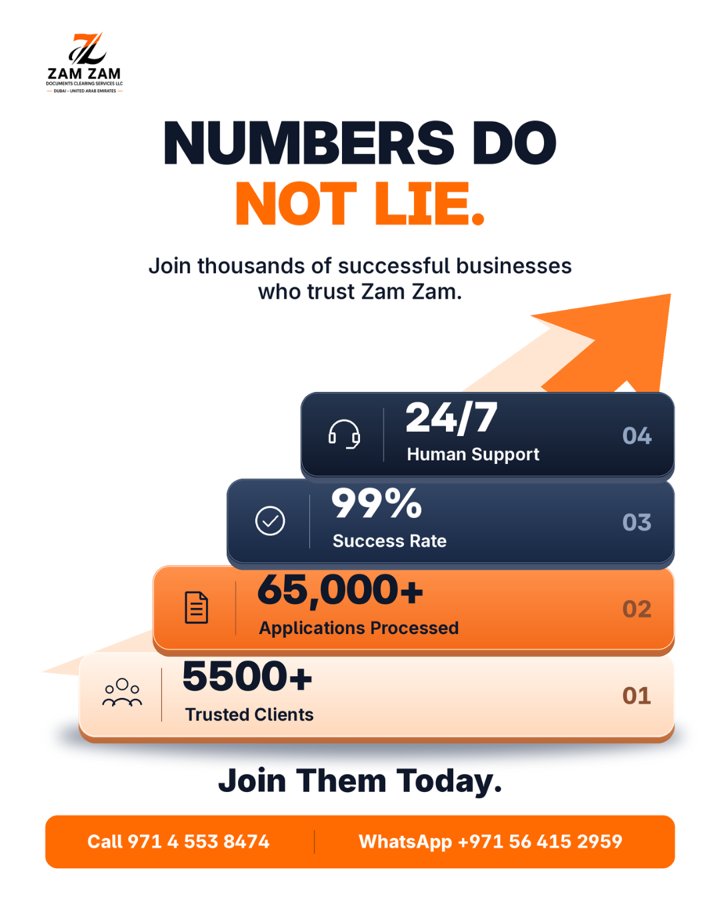 ZAM ZAM
DOCUMENTS CLEARING SERVICES LLC
DUBAI - UNITED ARAB EMIRATES
NUMBERS DO
NOT LIE.
Join thousands of successful businesses
who trust Zam Zam.
24/7
Human Support
04
99%
Success Rate
03
65,000+
Applications Processed
02
5500+
Trusted Clients
01
Join Them Today.
Call 971 4 553 8474
WhatsApp +971 56 415 2959